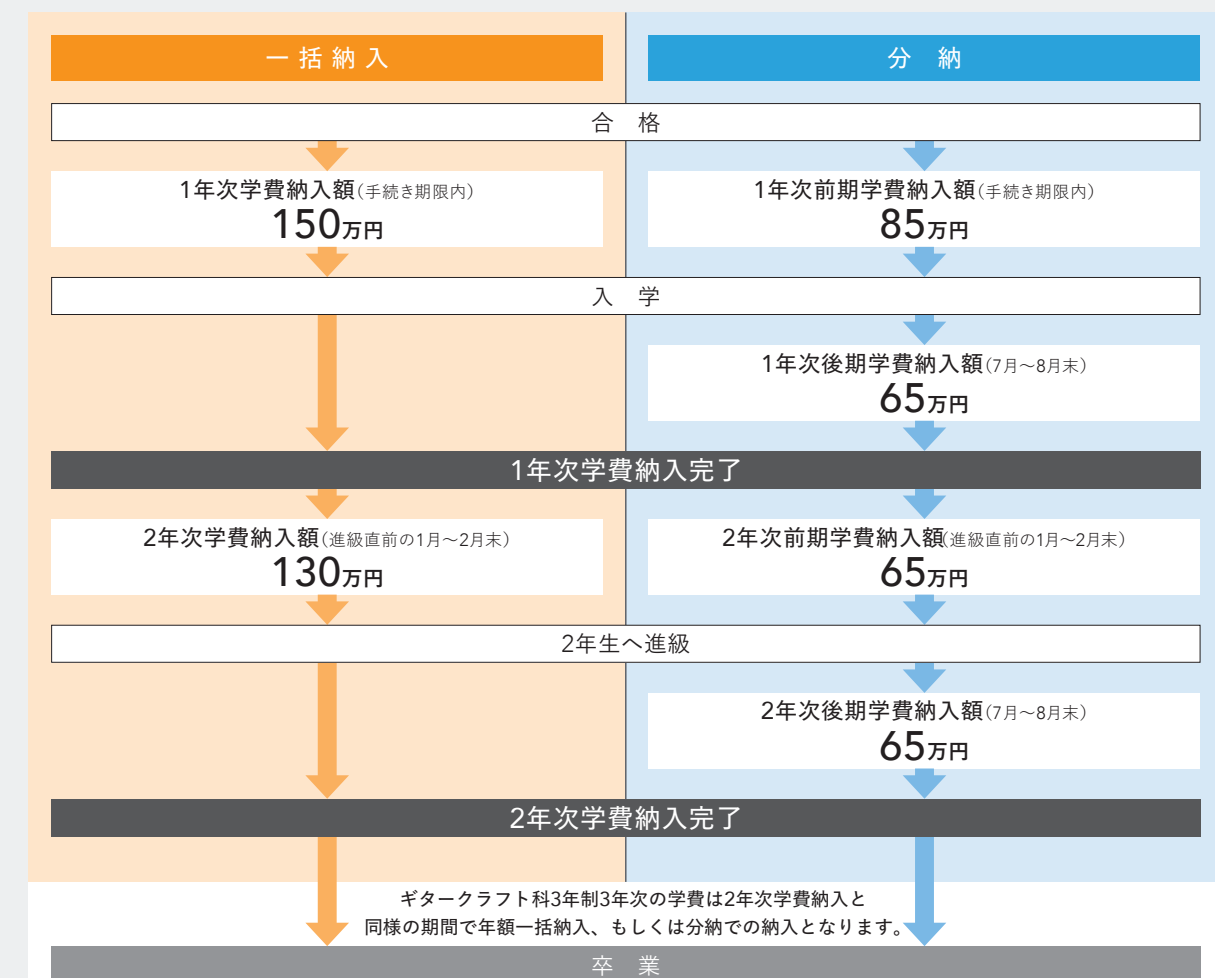 一括納入
分　納
合　格
1年次学費納入額(手続き期限内)
150万円
1年次前期学費納入額(手続き期限内)
85万円
入　学
1年次後期学費納入額(7月〜8月末)
65万円
1年次学費納入完了
2年次学費納入額(進級直前の1月〜2月末)
130万円
2年次前期学費納入額(進級直前の1月〜2月末)
65万円
2年生へ進級
2年次後期学費納入額(7月〜8月末)
65万円
2年次学費納入完了
ギタークラフト科3年制3年次の学費は2年次学費納入と
同様の期間で年額一括納入、もしくは分納での納入となります。
卒　業